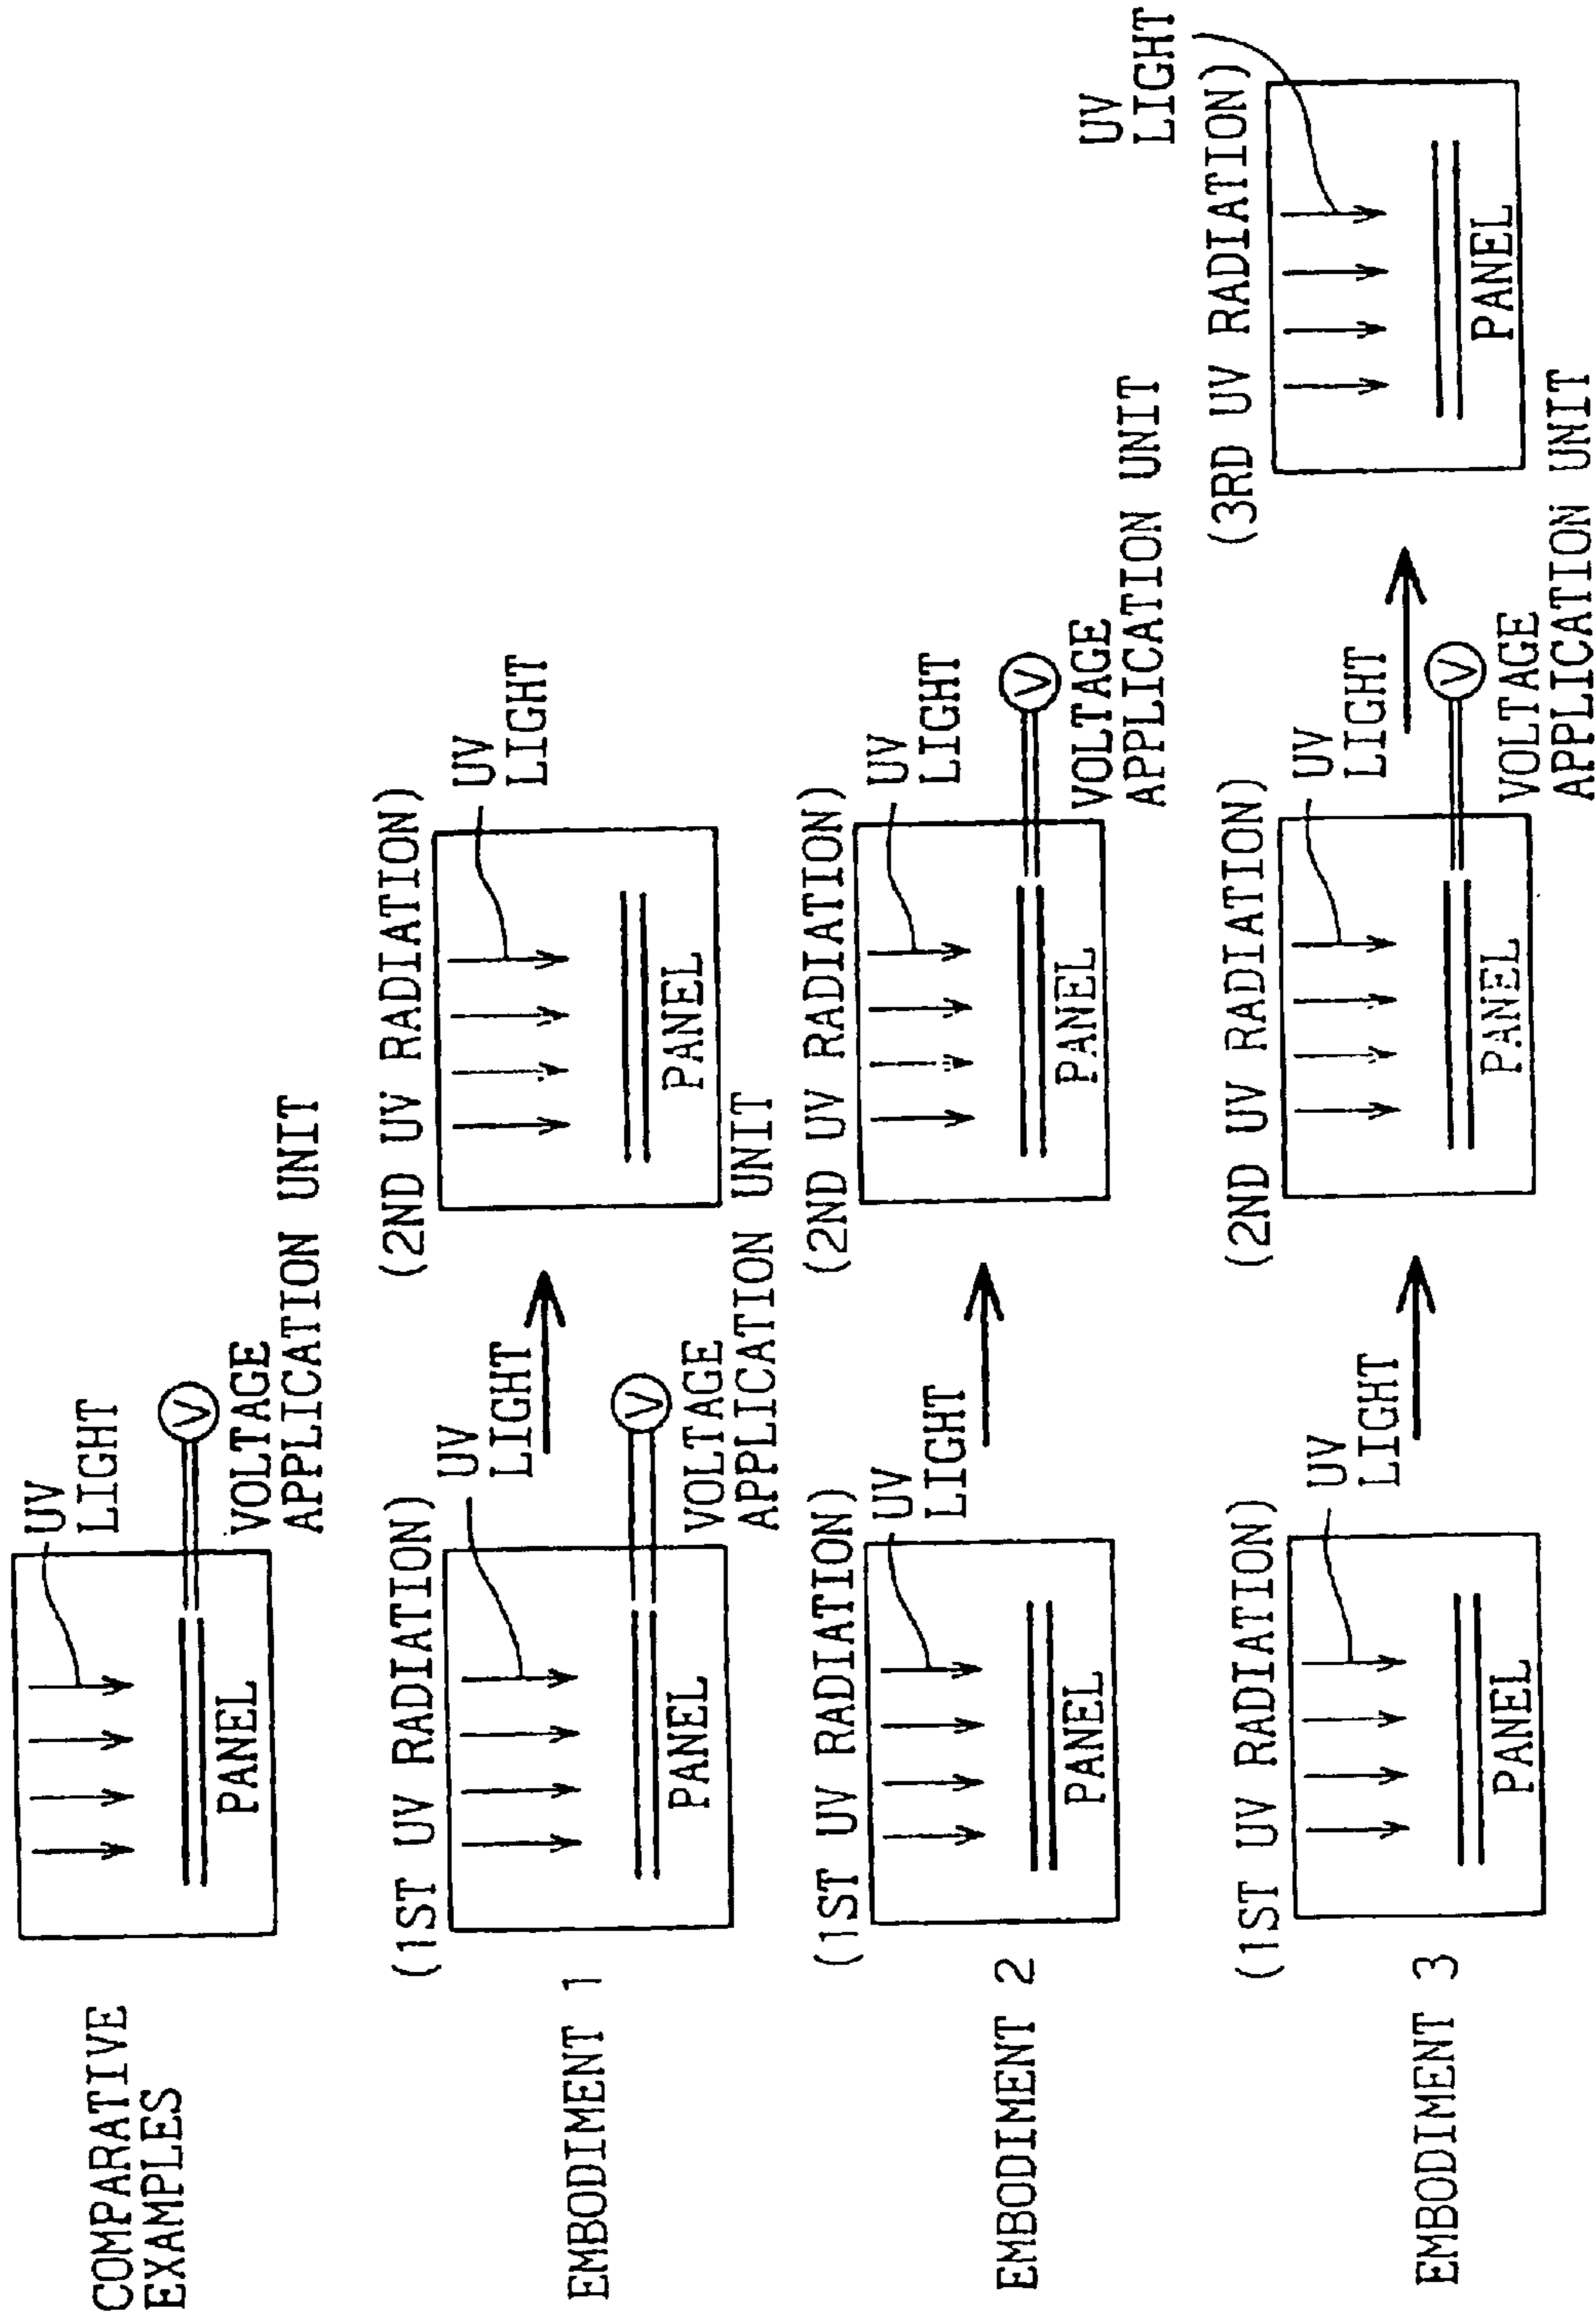 COMPARATIVE
EXAMPLES
UV
LIGHT
PANEL
VOLTAGE
APPLICATION UNIT
EMBODIMENT 1
(1ST UV RADIATION)
UV
LIGHT
PANEL
VOLTAGE
APPLICATION UNIT
(2ND UV RADIATION)
UV
LIGHT
PANEL
EMBODIMENT 2
(1ST UV RADIATION)
UV
LIGHT
PANEL
(2ND UV RADIATION)
UV
LIGHT
PANEL
VOLTAGE
APPLICATION UNIT
EMBODIMENT 3
(1ST UV RADIATION)
UV
LIGHT
PANEL
(2ND UV RADIATION)
UV
LIGHT
PANEL
VOLTAGE
APPLICATION UNIT
(3RD UV RADIATION)
UV
LIGHT
PANEL
V
V
V
V